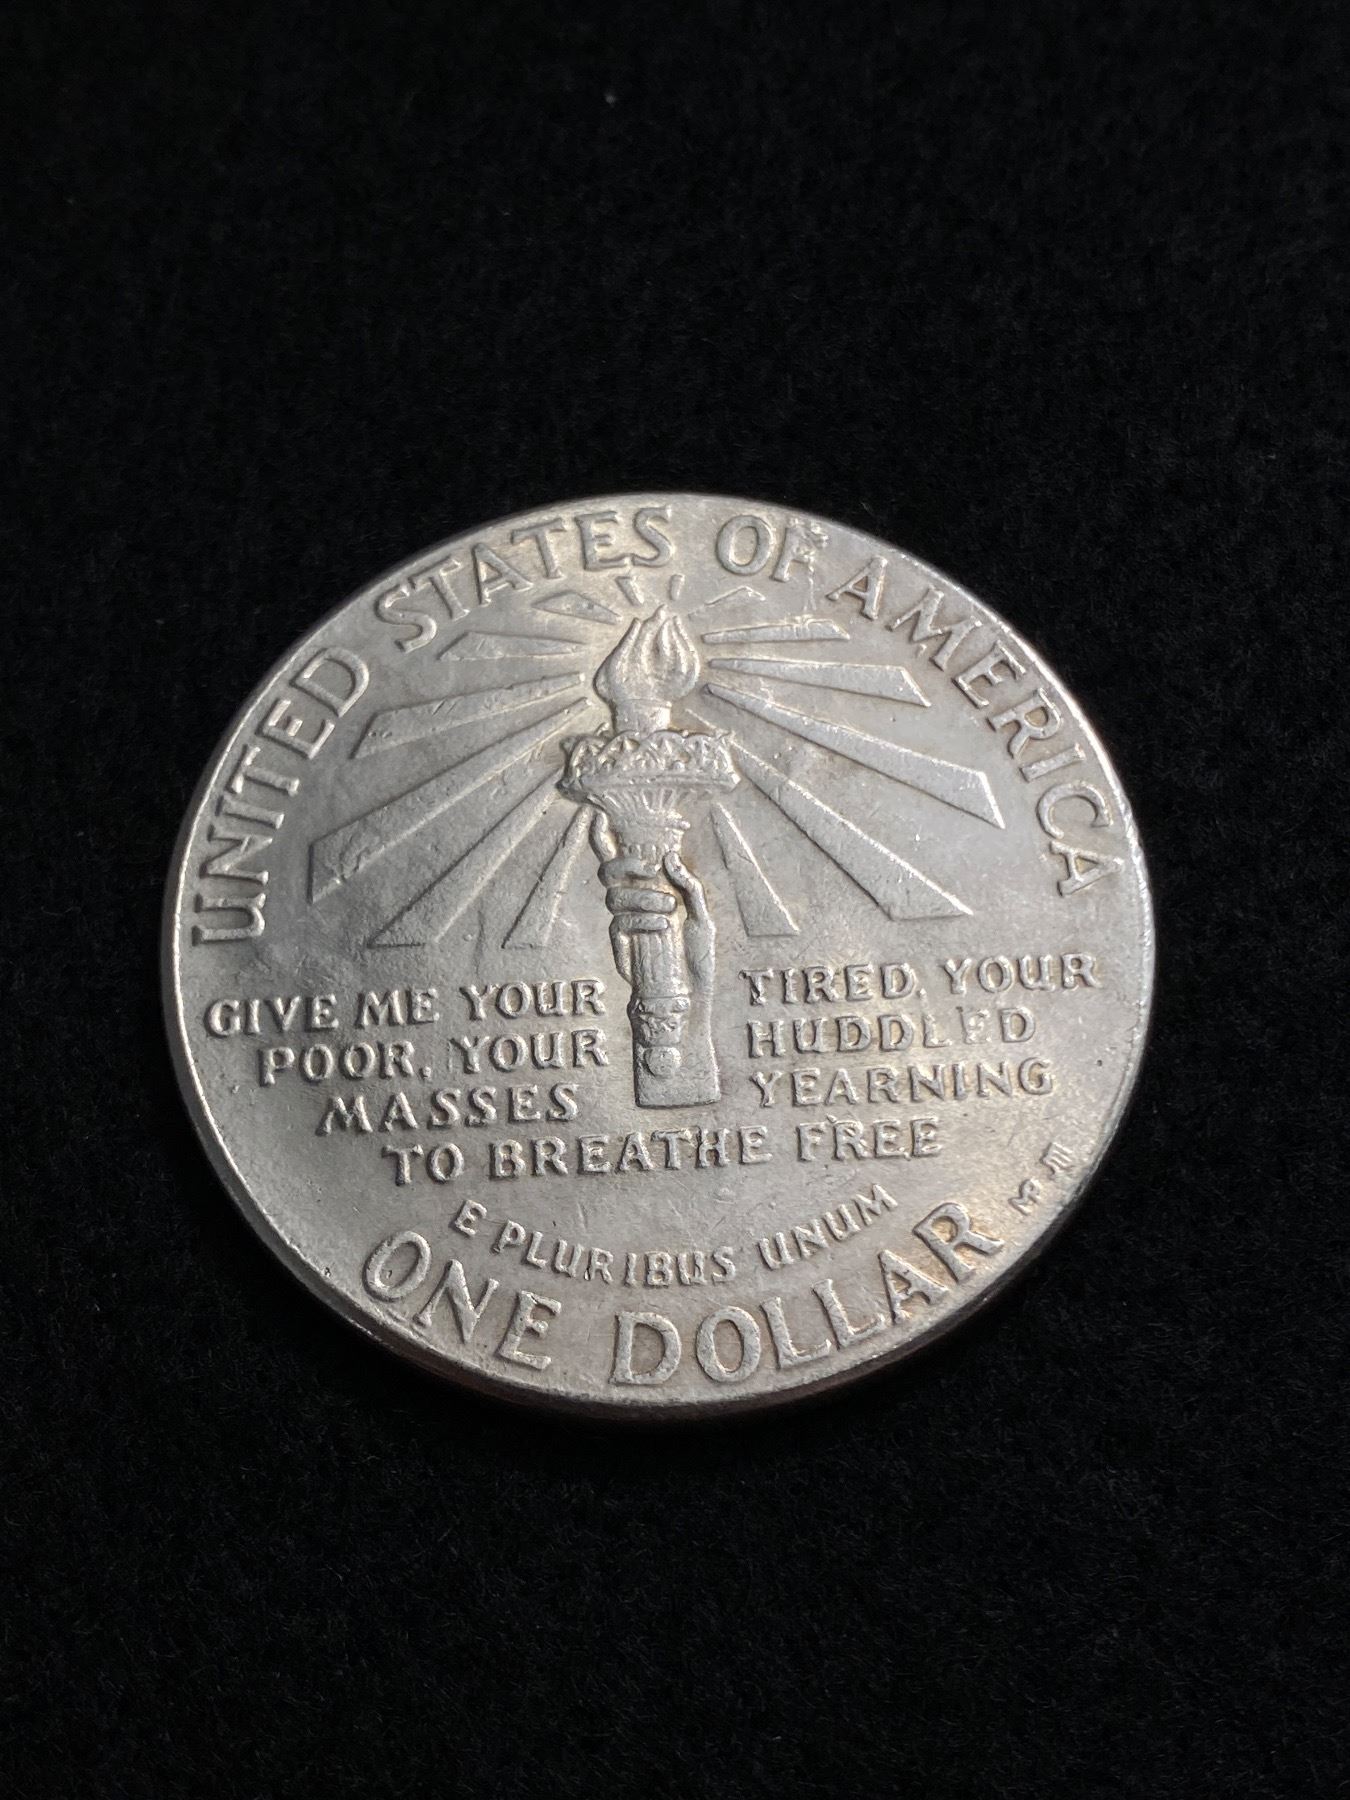 UNITED STATES OF AMERICA
GIVE ME YOUR TIRED, YOUR
POOR, YOUR HUDDLED
MASSES YEARNING
TO BREATHE FREE
E PLURIBUS UNUM
ONE DOLLAR
MP